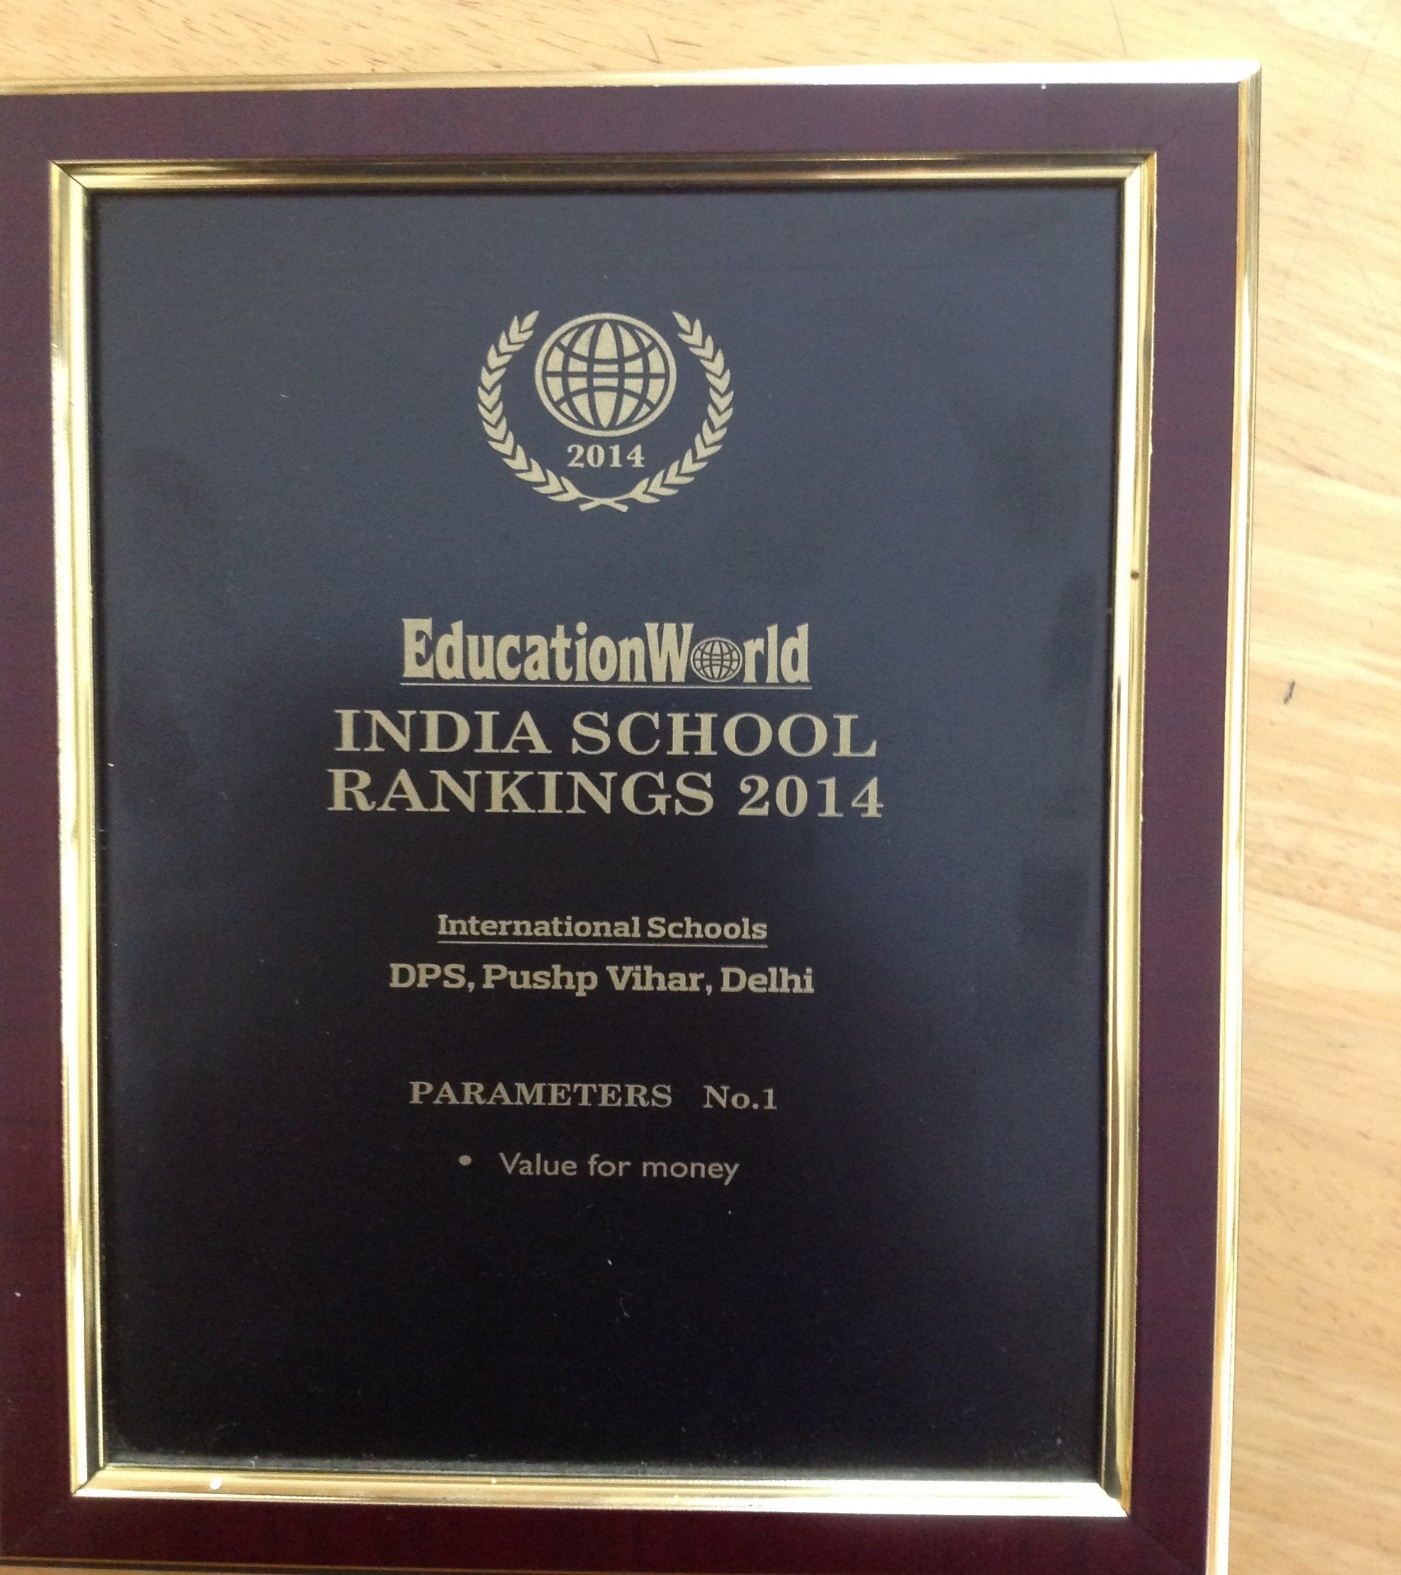 2014
EducationWorld
INDIA SCHOOL
RANKINGS 2014
International Schools
DPS, Pushp Vihar, Delhi
PARAMETERS No.1
• Value for money